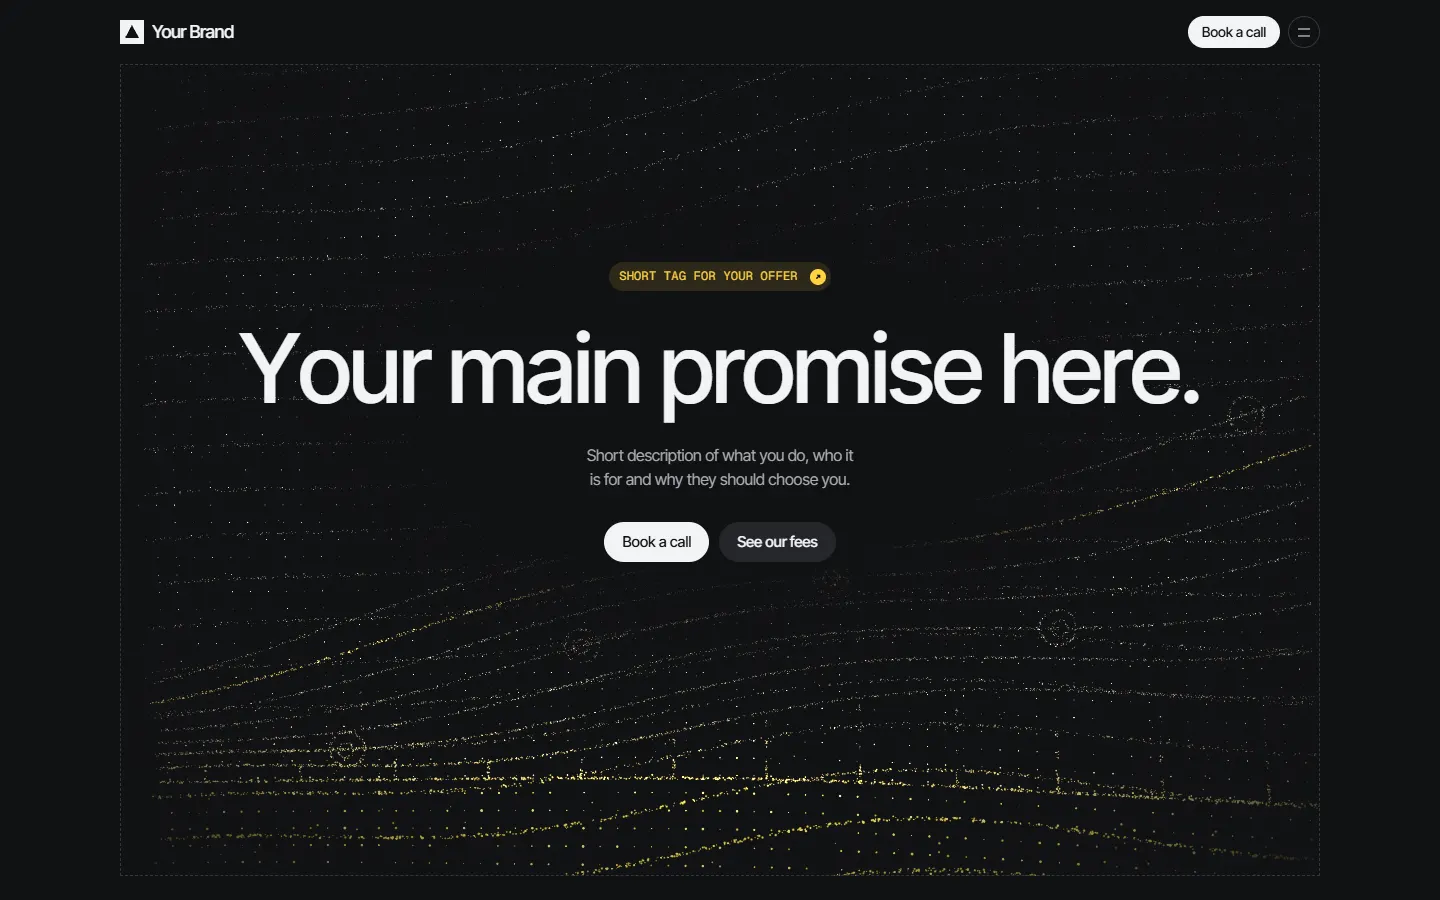 Your Brand
Book a call
SHORT TAG FOR YOUR OFFER
Your main promise here.
Short description of what you do, who it
is for and why they should choose you.
Book a call
See our fees